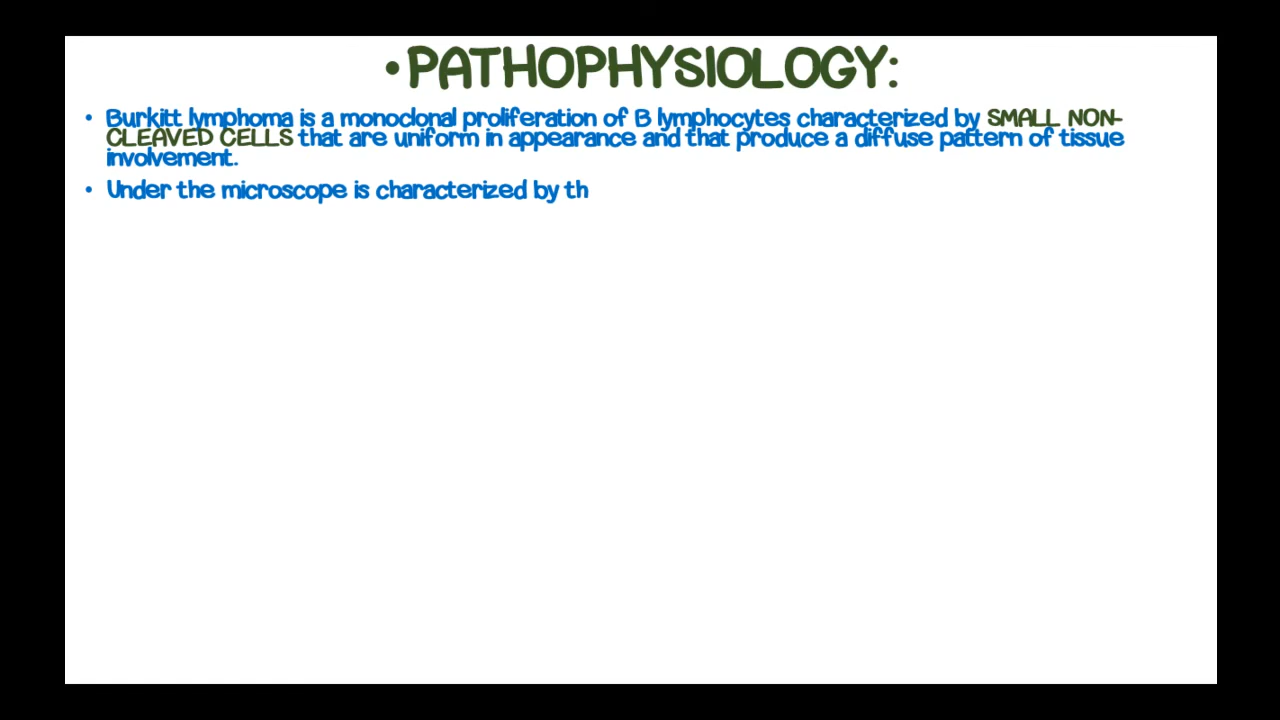 •PATHOPHYSIOLOGY:
• Burkitt lymphoma is a monoclonal proliferation of B lymphocytes characterized by SMALL NON-
CLEAVED CELLS that are uniform in appearance and that produce a diffuse pattern of tissue
involvement.
• Under the microscope is characterized by th